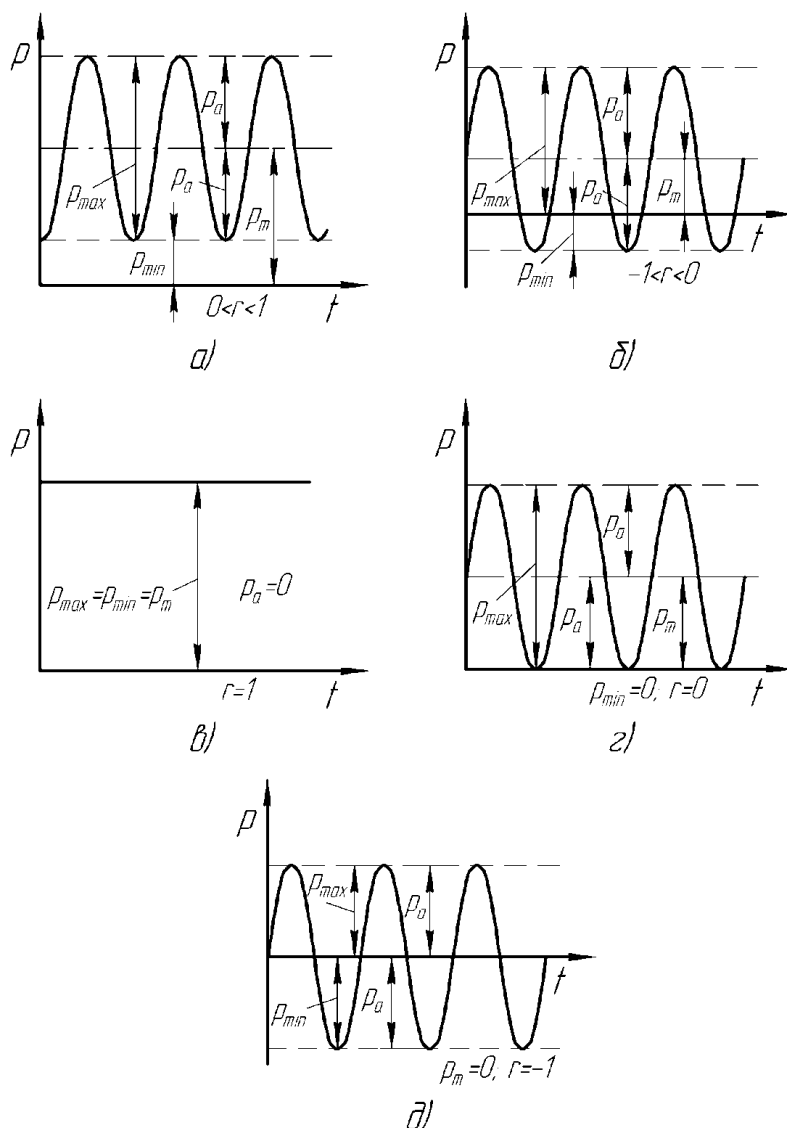 p
p_max
p_a
p_a
p_m
p_min
0<r<1
t
а)
p
p_max
p_a
p_a
p_m
p_min
-1<r<0
t
б)
p
p_max=p_min=p_m
p_a=0
r=1
t
в)
p
p_max
p_a
p_a
p_m
p_min=0; r=0
t
г)
p
p_max
p_a
p_min
p_a
t
p_m=0; r=-1
д)